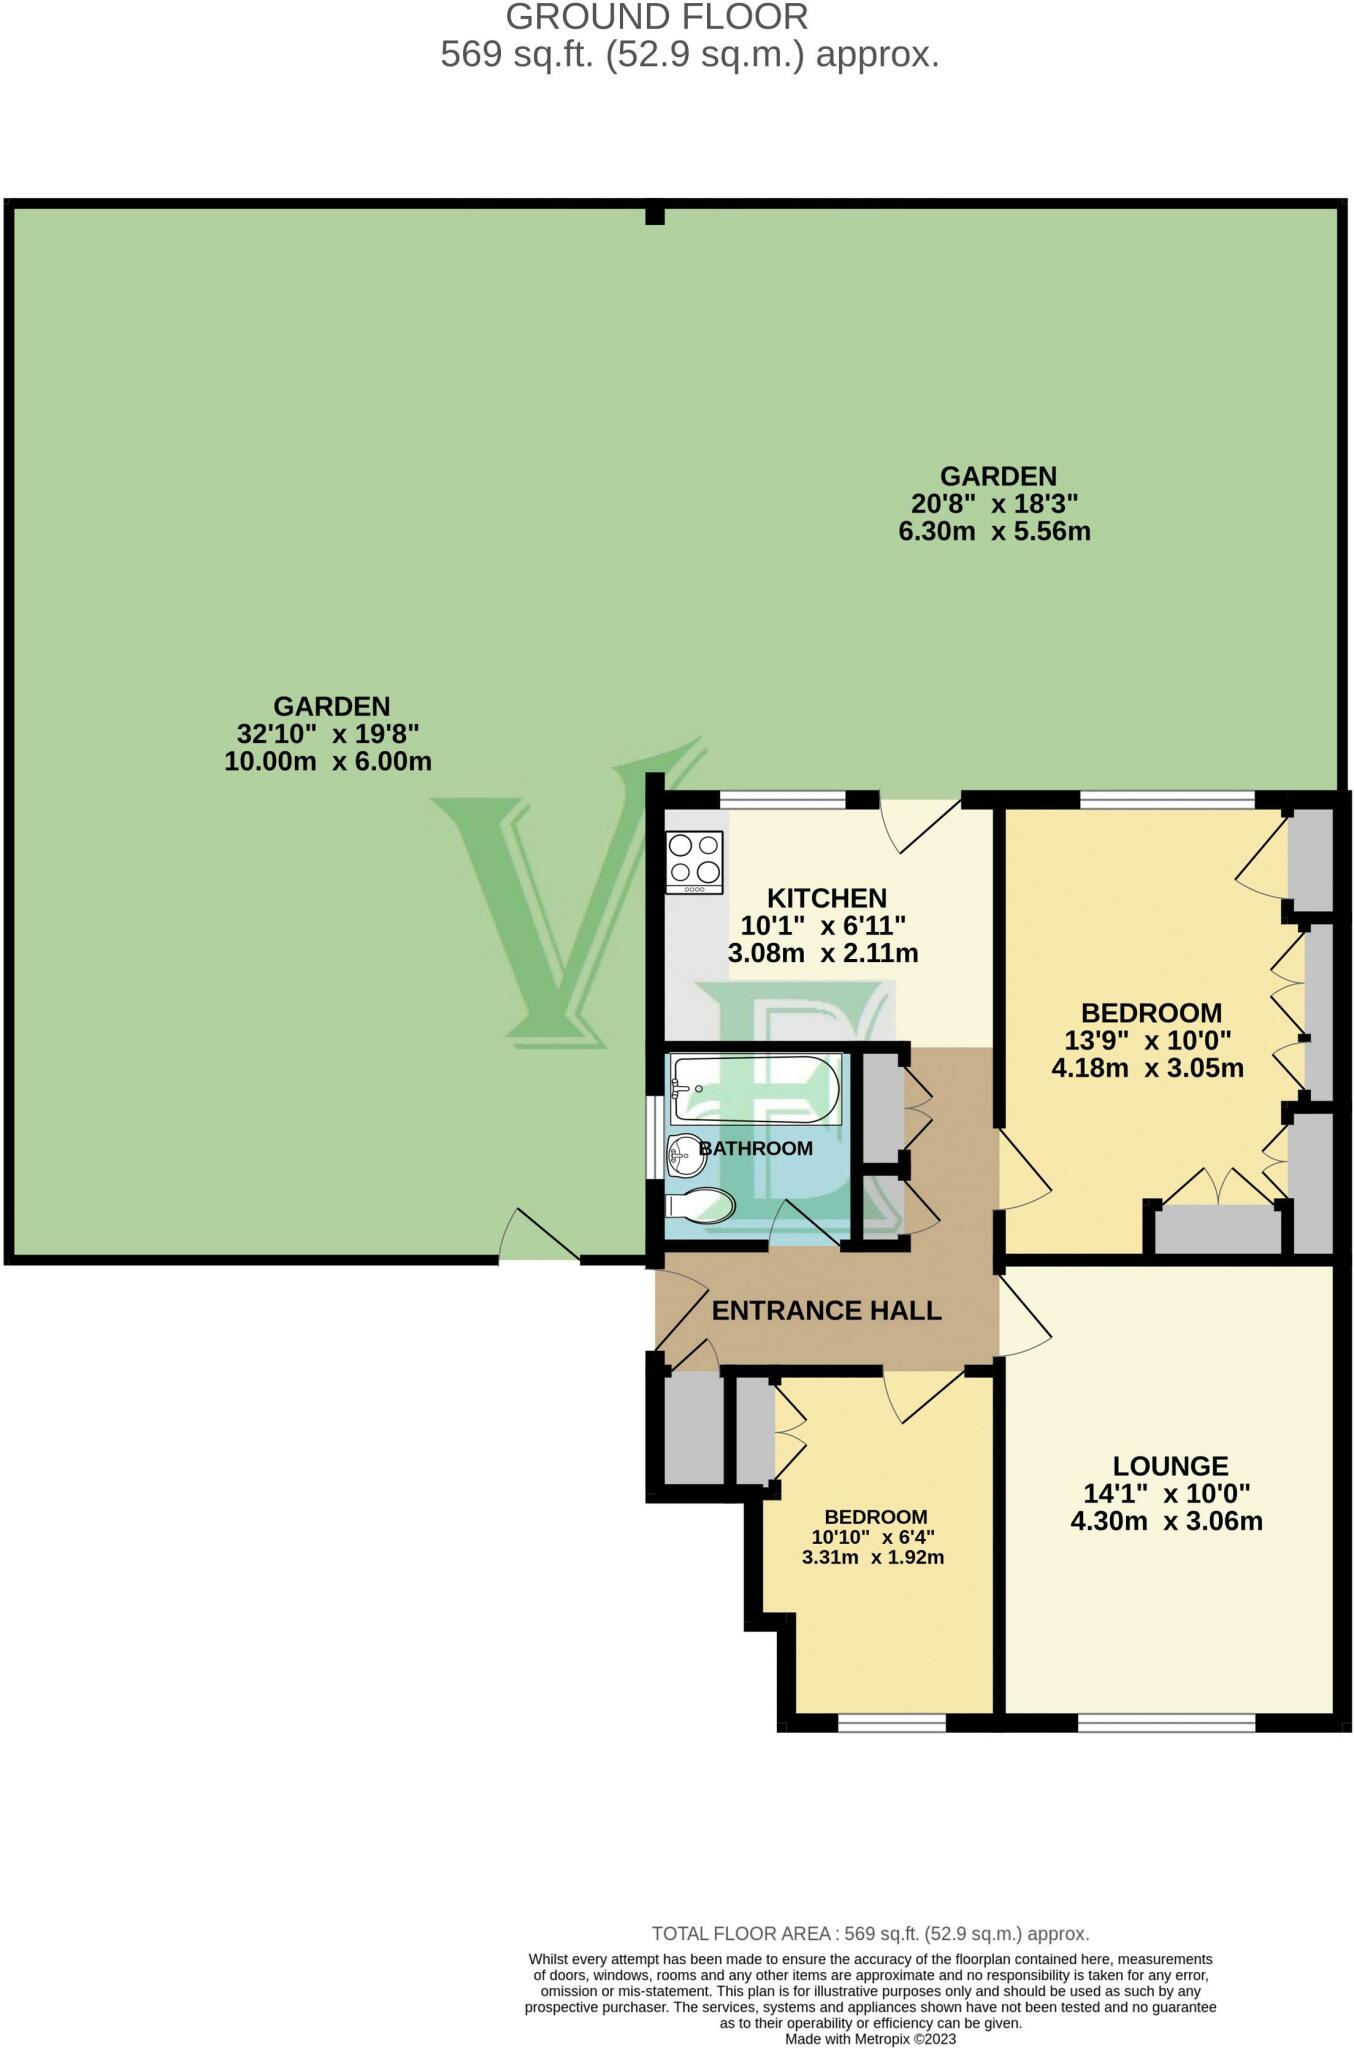 GROUND FLOOR
569 sq.ft. (52.9 sq.m.) approx.
GARDEN
20'8" x 18'3"
6.30m x 5.56m
GARDEN
32'10" x 19'8"
10.00m x 6.00m
KITCHEN
10'1" x 6'11"
3.08m x 2.11m
BEDROOM
13'9" x 10'0"
4.18m x 3.05m
VE
BATHROOM
ENTRANCE HALL
LOUNGE
14'1" x 10'0"
4.30m x 3.06m
BEDROOM
10'10" x 6'4"
3.31m x 1.92m
TOTAL FLOOR AREA : 569 sq.ft. (52.9 sq.m.) approx.
Whilst every attempt has been made to ensure the accuracy of the floorplan contained here, measurements
of doors, windows, rooms and any other items are approximate and no responsibility is taken for any error,
omission or mis-statement. This plan is for illustrative purposes only and should be used as such by any
prospective purchaser. The services, systems and appliances shown have not been tested and no guarantee
as to their operability or efficiency can be given.
Made with Metropix ©2023